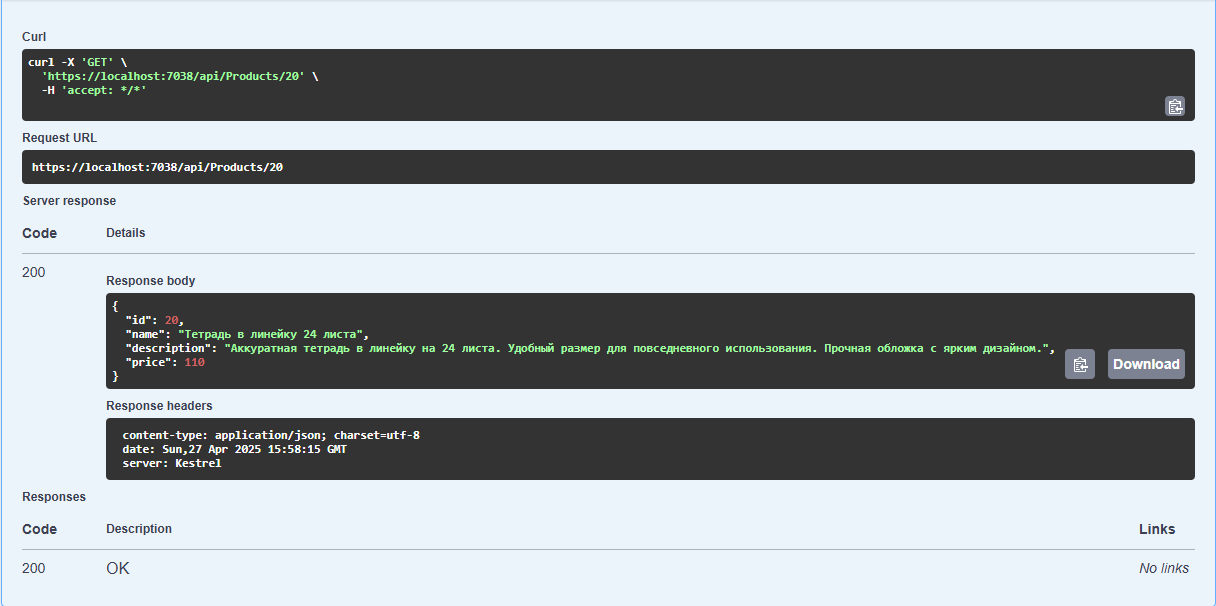 Curl
curl -X 'GET' \
  'https://localhost:7038/api/Products/20' \
  -H 'accept: */*'
Request URL
https://localhost:7038/api/Products/20
Server response
Code Details
200
Response body
{
  "id": 20,
  "name": "Тетрадь в линейку 24 листа",
  "description": "Аккуратная тетрадь в линейку на 24 листа. Удобный размер для повседневного использования. Прочная обложка с ярким дизайном.",
  "price": 110
}
Download
Response headers
content-type: application/json; charset=utf-8
date: Sun,27 Apr 2025 15:58:15 GMT
server: Kestrel
Responses
Code Description Links
200 OK No links